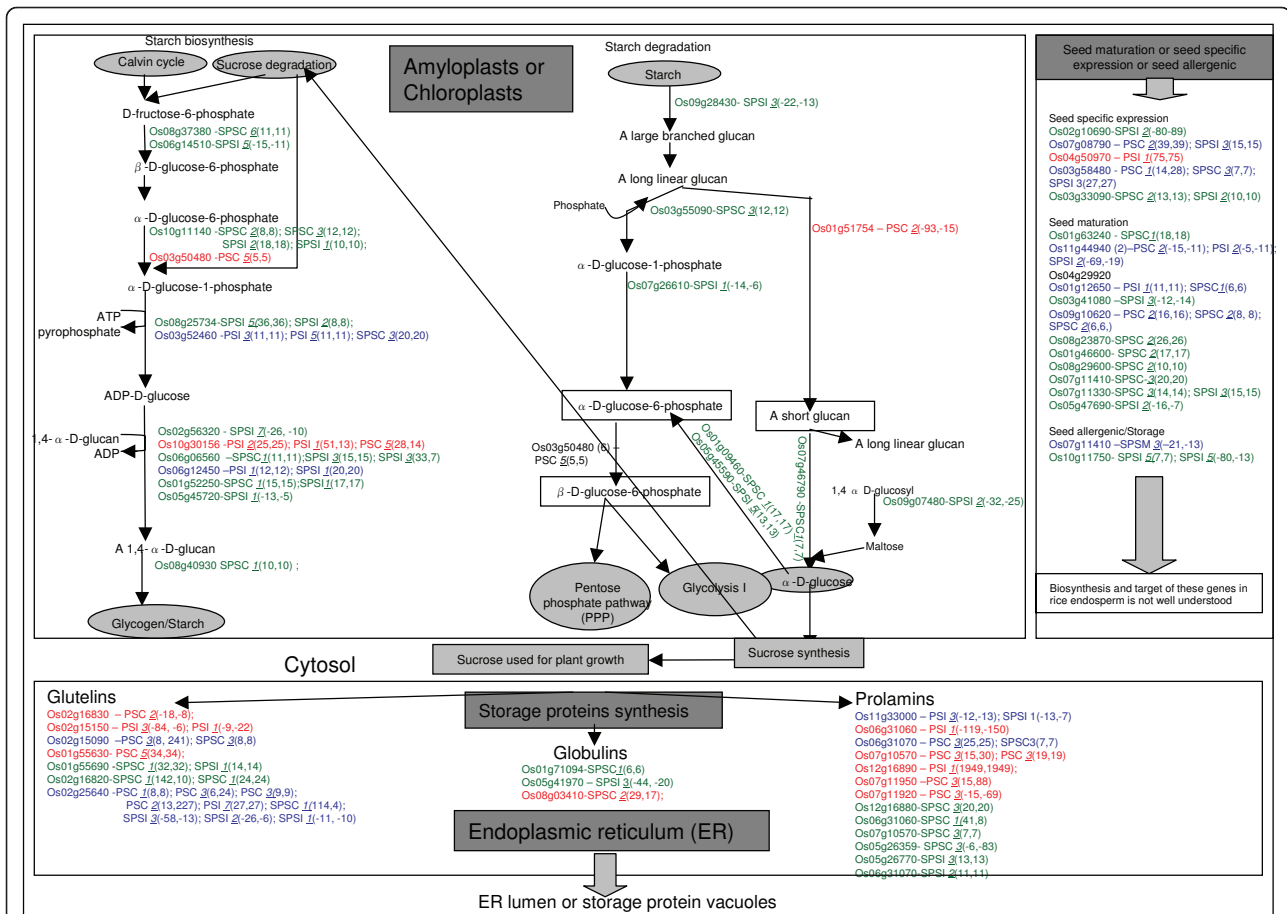 Starch biosynthesis
Calvin cycle
Sucrose degradation
D-fructose-6-phosphate
Os08g37380 -SPSC 6(11,11)
Os06g14510-SPSI 5(-15,-11)
β-D-glucose-6-phosphate
α-D-glucose-6-phosphate
Os10g11140 -SPSC 2(8,8); SPSC 3(12,12);
SPSI 2(18,18); SPSI 1(10,10);
Os03g50480 -PSC 5(5,5)
α-D-glucose-1-phosphate
ATP
pyrophosphate
Os08g25734-SPSI 5(36,36); SPSI 2(8,8);
Os03g52460 -PSI 3(11,11); PSI 5(11,11); SPSC 3(20,20)
ADP-D-glucose
1,4-α-D-glucan
ADP
Os02g56320 - SPSI 7(-26, -10)
Os10g30156 -PSI 2(25,25); PSI 1(51,13); PSC 5(28,14)
Os06g06560 –SPSC1(11,11); SPSI 3(15,15); SPSI 3(33,7)
Os06g12450 –PSI 1(12,12); SPSI 1(20,20)
Os01g52250-SPSC 1(15,15);SPSI1(17,17)
Os05g45720-SPSI 1(-13,-5)
A 1,4-α-D-glucan
Os08g40930 SPSC 1(10,10) ;
Glycogen/Starch
Amyloplasts or
Chloroplasts
Starch degradation
Starch
Os09g28430- SPSI 3(-22,-13)
A large branched glucan
A long linear glucan
Phosphate
Os03g55090-SPSC 3(12,12)
Os01g51754 – PSC 2(-93,-15)
α-D-glucose-1-phosphate
Os07g26610-SPSI 1(-14,-6)
α-D-glucose-6-phosphate
A short glucan
A long linear glucan
Os03g50480 (6) –
PSC 5(5,5)
β-D-glucose-6-phosphate
Os01g09460-SPSC 1(17,17)
Os05g45590-SPSI 5(13,13)
Os07g46790 -SPSC1(7,7)
1,4 α D-glucosyl
Os09g07480-SPSI 2(-32,-25)
Maltose
Pentose
phosphate pathway
(PPP)
Glycolysis I
α-D-glucose
Sucrose synthesis
Sucrose used for plant growth
Cytosol
Seed maturation or seed specific
expression or seed allergenic
Seed specific expression
Os02g10690-SPSI 2(-80-89)
Os07g08790 – PSC 2(39,39); SPSI 3(15,15)
Os04g50970 – PSI 1(75,75)
Os03g58480 - PSC 1(14,28); SPSC 3(7,7);
SPSI 3(27,27)
Os03g33090-SPSC 2(13,13); SPSI 2(10,10)
Seed maturation
Os01g63240 - SPSC1(18,18)
Os11g44940 (2)–PSC 2(-15,-11); PSI 2(-5,-11);
SPSI 2(-69,-19)
Os04g29920
Os01g12650 – PSI 1(11,11); SPSC1(6,6)
Os03g41080 –SPSI 3(-12,-14)
Os09g10620 – PSC 2(16,16); SPSC 2(8, 8);
SPSC 2(6,6,)
Os08g23870-SPSC 2(26,26)
Os01g46600- SPSC 2(17,17)
Os08g29600 – SPSC 2(10,10)
Os07g11410-SPSC-3(20,20)
Os07g11330-SPSC 3(14,14); SPSI 3(15,15)
Os05g47690-SPSI 2(-16,-7)
Seed allergenic/Storage
Os07g11410 –SPSM 3(-21,-13)
Os10g11750- SPSI 5(7,7); SPSI 5(-80,-13)
Biosynthesis and target of these genes in
rice endosperm is not well understood
Glutelins
Os02g16830 – PSC 2(-18,-8);
Os02g15150 – PSI 3(-84, -6); PSI 1(-9,-22)
Os02g15090 –PSC 3(8, 241); SPSC 3(8,8)
Os01g55630- PSC 5(34,34);
Os01g55690-SPSC 1(32,32); SPSI 1(14,14)
Os02g16820-SPSC 1(142,10); SPSC 1(24,24)
Os02g25640 -PSC 1(8,8); PSC 3(6,24); PSC 3(9,9);
PSC 2(13,227); PSI 7(27,27); SPSC 1(114,4);
SPSI 3(-58,-13); SPSI 2(-26,-6); SPSI 1(-11, -10)
Storage proteins synthesis
Globulins
Os01g71094-SPSC1(6,6)
Os05g41970 – SPSI 3(-44, -20)
Os08g03410-SPSC 2(29,17);
Endoplasmic reticulum (ER)
ER lumen or storage protein vacuoles
Prolamins
Os11g33000 – PSI 3(-12,-13); SPSI 1(-13,-7)
Os06g31060 – PSI 1(-119,-150)
Os06g31070 – PSC 3(25,25); SPSC3(7,7)
Os07g10570 – PSC 3(15,30); PSC 3(19,19)
Os12g16890 – PSI 1(1949,1949);
Os07g11950 –PSC 3(15,88)
Os07g11920 – PSC 3(-15,-69)
Os12g16880-SPSC 3(20,20)
Os06g31060-SPSC 1(41,8)
Os07g10570-SPSC 3(7,7)
Os05g26359- SPSC 3(-6,-83)
Os05g26770-SPSI 3(13,13)
Os06g31070-SPSI 2(11,11)